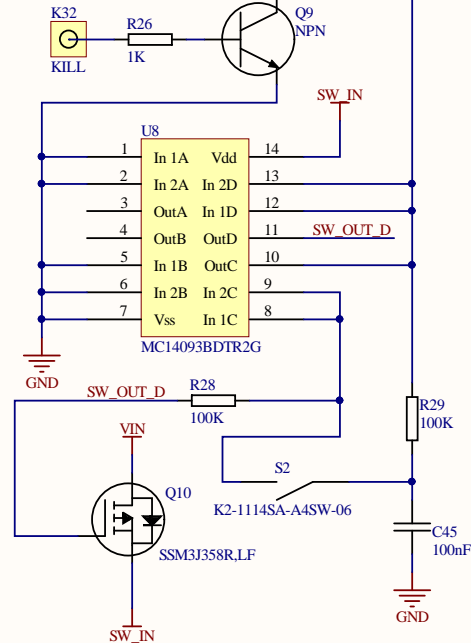 K32
R26
Q9
NPN
1K
KILL
SW_IN
U8
1 In 1A Vdd 14
2 In 2A In 2D 13
3 OutA In 1D 12
4 OutB OutD 11 SW_OUT_D
5 In 1B OutC 10
6 In 2B In 2C 9
7 Vss In 1C 8
MC14093BDTR2G
GND
SW_OUT_D
R28
100K
R29
100K
VIN
S2
Q10
K2-1114SA-A4SW-06
C45
100nF
SSM3J358R,LF
GND
SW_IN